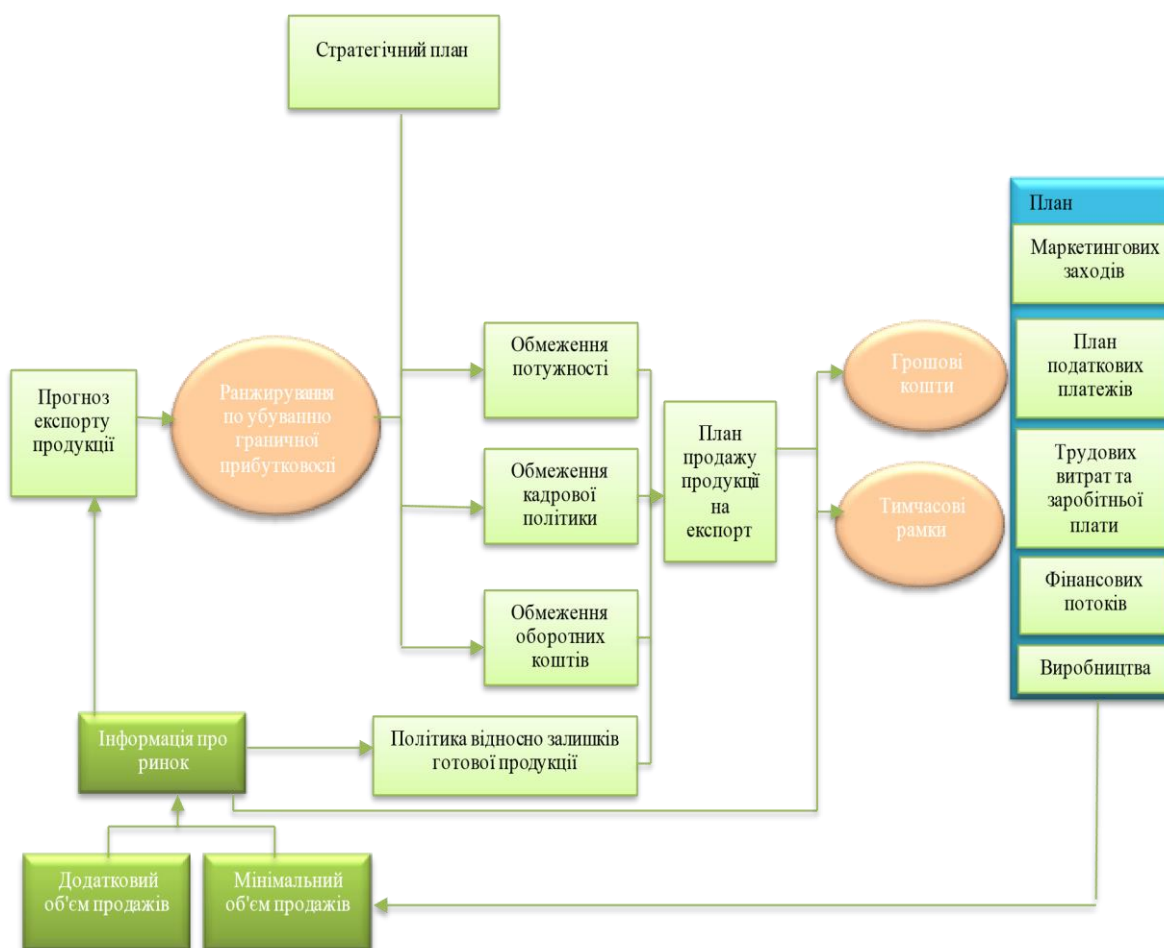 Стратегічний план
План
Маркетингових
заходів
План
податкових
платежів
Трудових
витрат та
заробітньої
плати
Фінансових
потоків
Виробництва
Прогноз
експорту
продукції
Ранжирування
по убуванню
граничної
прибутковості
Обмеження
потужності
Обмеження
кадрової
політики
Обмеження
оборотних
коштів
План
продажу
продукції
на
експорт
Грошові
кошти
Тимчасові
рамки
Інформація про
ринок
Політика відносно залишків
готової продукції
Додатковий
об'єм продажів
Мінімальний
об'єм продажів